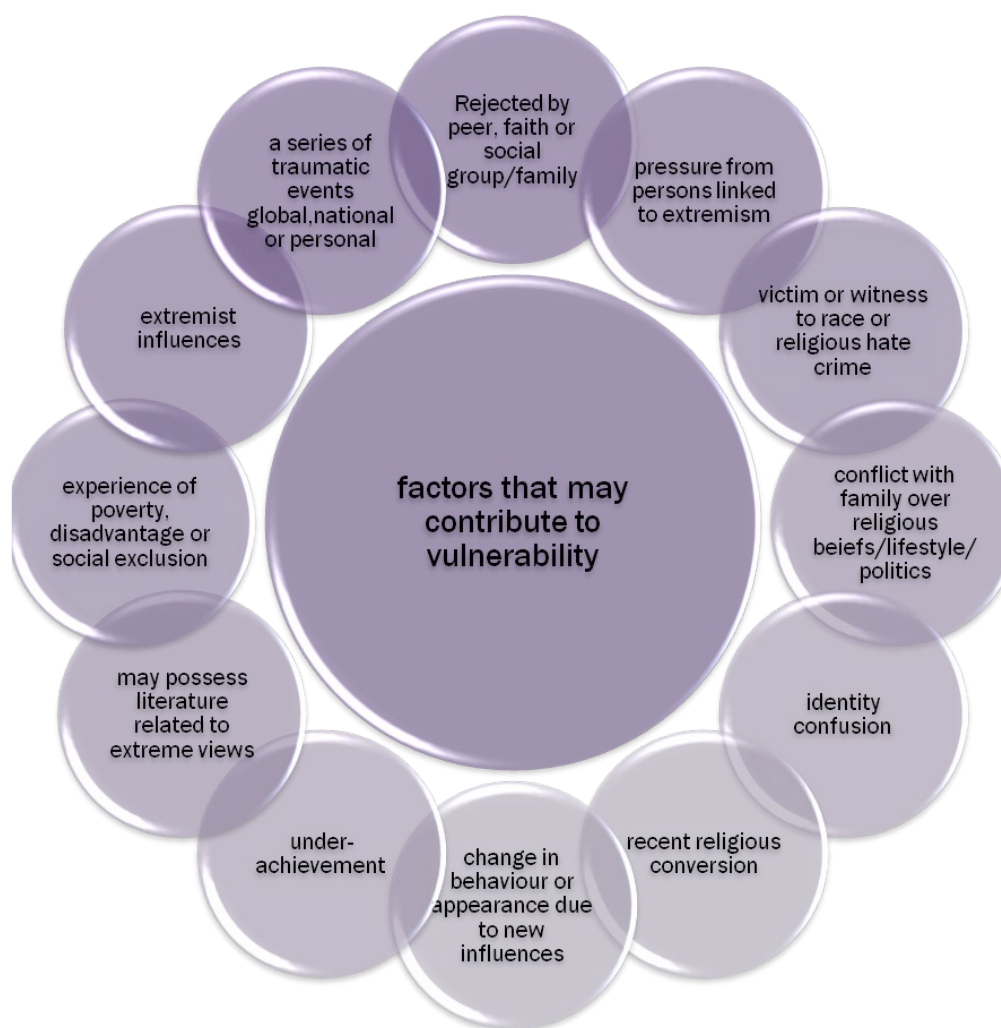 Rejected by
peer, faith or
social
group/family
pressure from
persons linked
to extremism
victim or witness
to race or
religious hate
crime
conflict with
family over
religious
beliefs/lifestyle/
politics
identity
confusion
recent religious
conversion
change in
behaviour or
appearance due
to new
influences
under-
achievement
may possess
literature
related to
extreme views
experience of
poverty,
disadvantage or
social exclusion
extremist
influences
a series of
traumatic
events
global,national
or personal
factors that may
contribute to
vulnerability